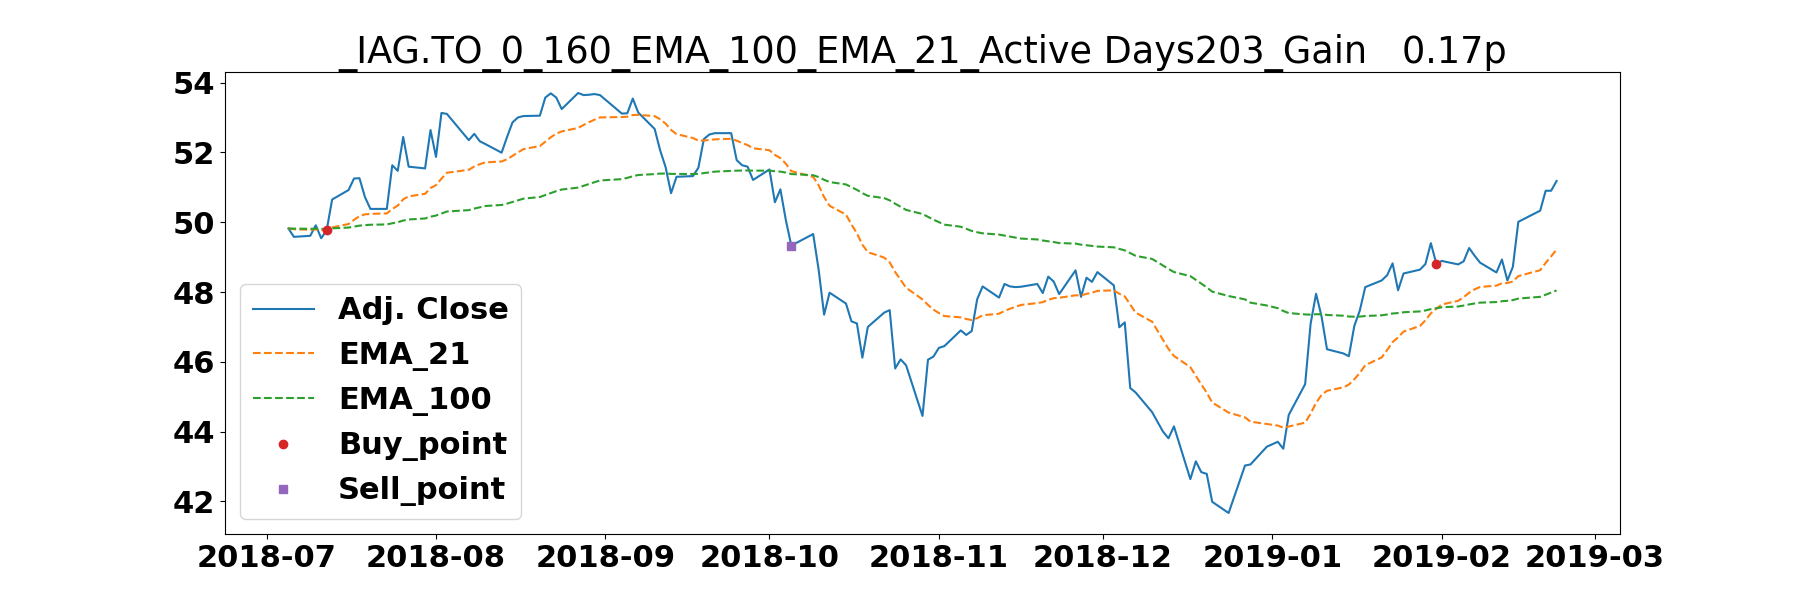 _IAG.TO_0_160_EMA_100_EMA_21_Active Days203_Gain   0.17p
54
52
50
48
46
44
42
Adj. Close
EMA_21
EMA_100
Buy_point
Sell_point
2018-07 2018-08 2018-09 2018-10 2018-11 2018-12 2019-01 2019-02 2019-03